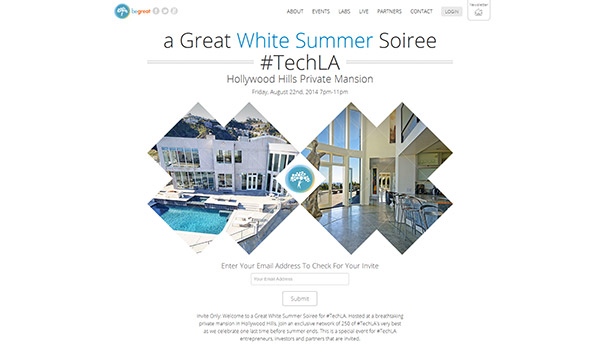 begreat
ABOUT EVENTS LABS LIVE PARTNERS CONTACT LOGIN
Newsletter
a Great White Summer Soiree
#TechLA
Hollywood Hills Private Mansion
Friday, August 22nd, 2014 7pm-11pm
Enter Your Email Address To Check For Your Invite
Your Email Address
Submit
Invite Only: Welcome to a Great White Summer Soiree for #TechLA. Hosted at a breathtaking
private mansion in Hollywood Hills, join an exclusive network of 250 of #TechLA's very best
as we celebrate one last time before summer ends. This is a special event for #TechLA
entrepreneurs, investors and partners that are invited.